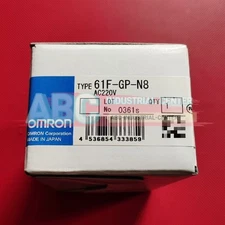 TYPE 61F-GP-N8
AC220V
LOT QTY
No 0361s 1
OMRON
OMRON Corporation
MADE IN JAPAN
4 536854 333859